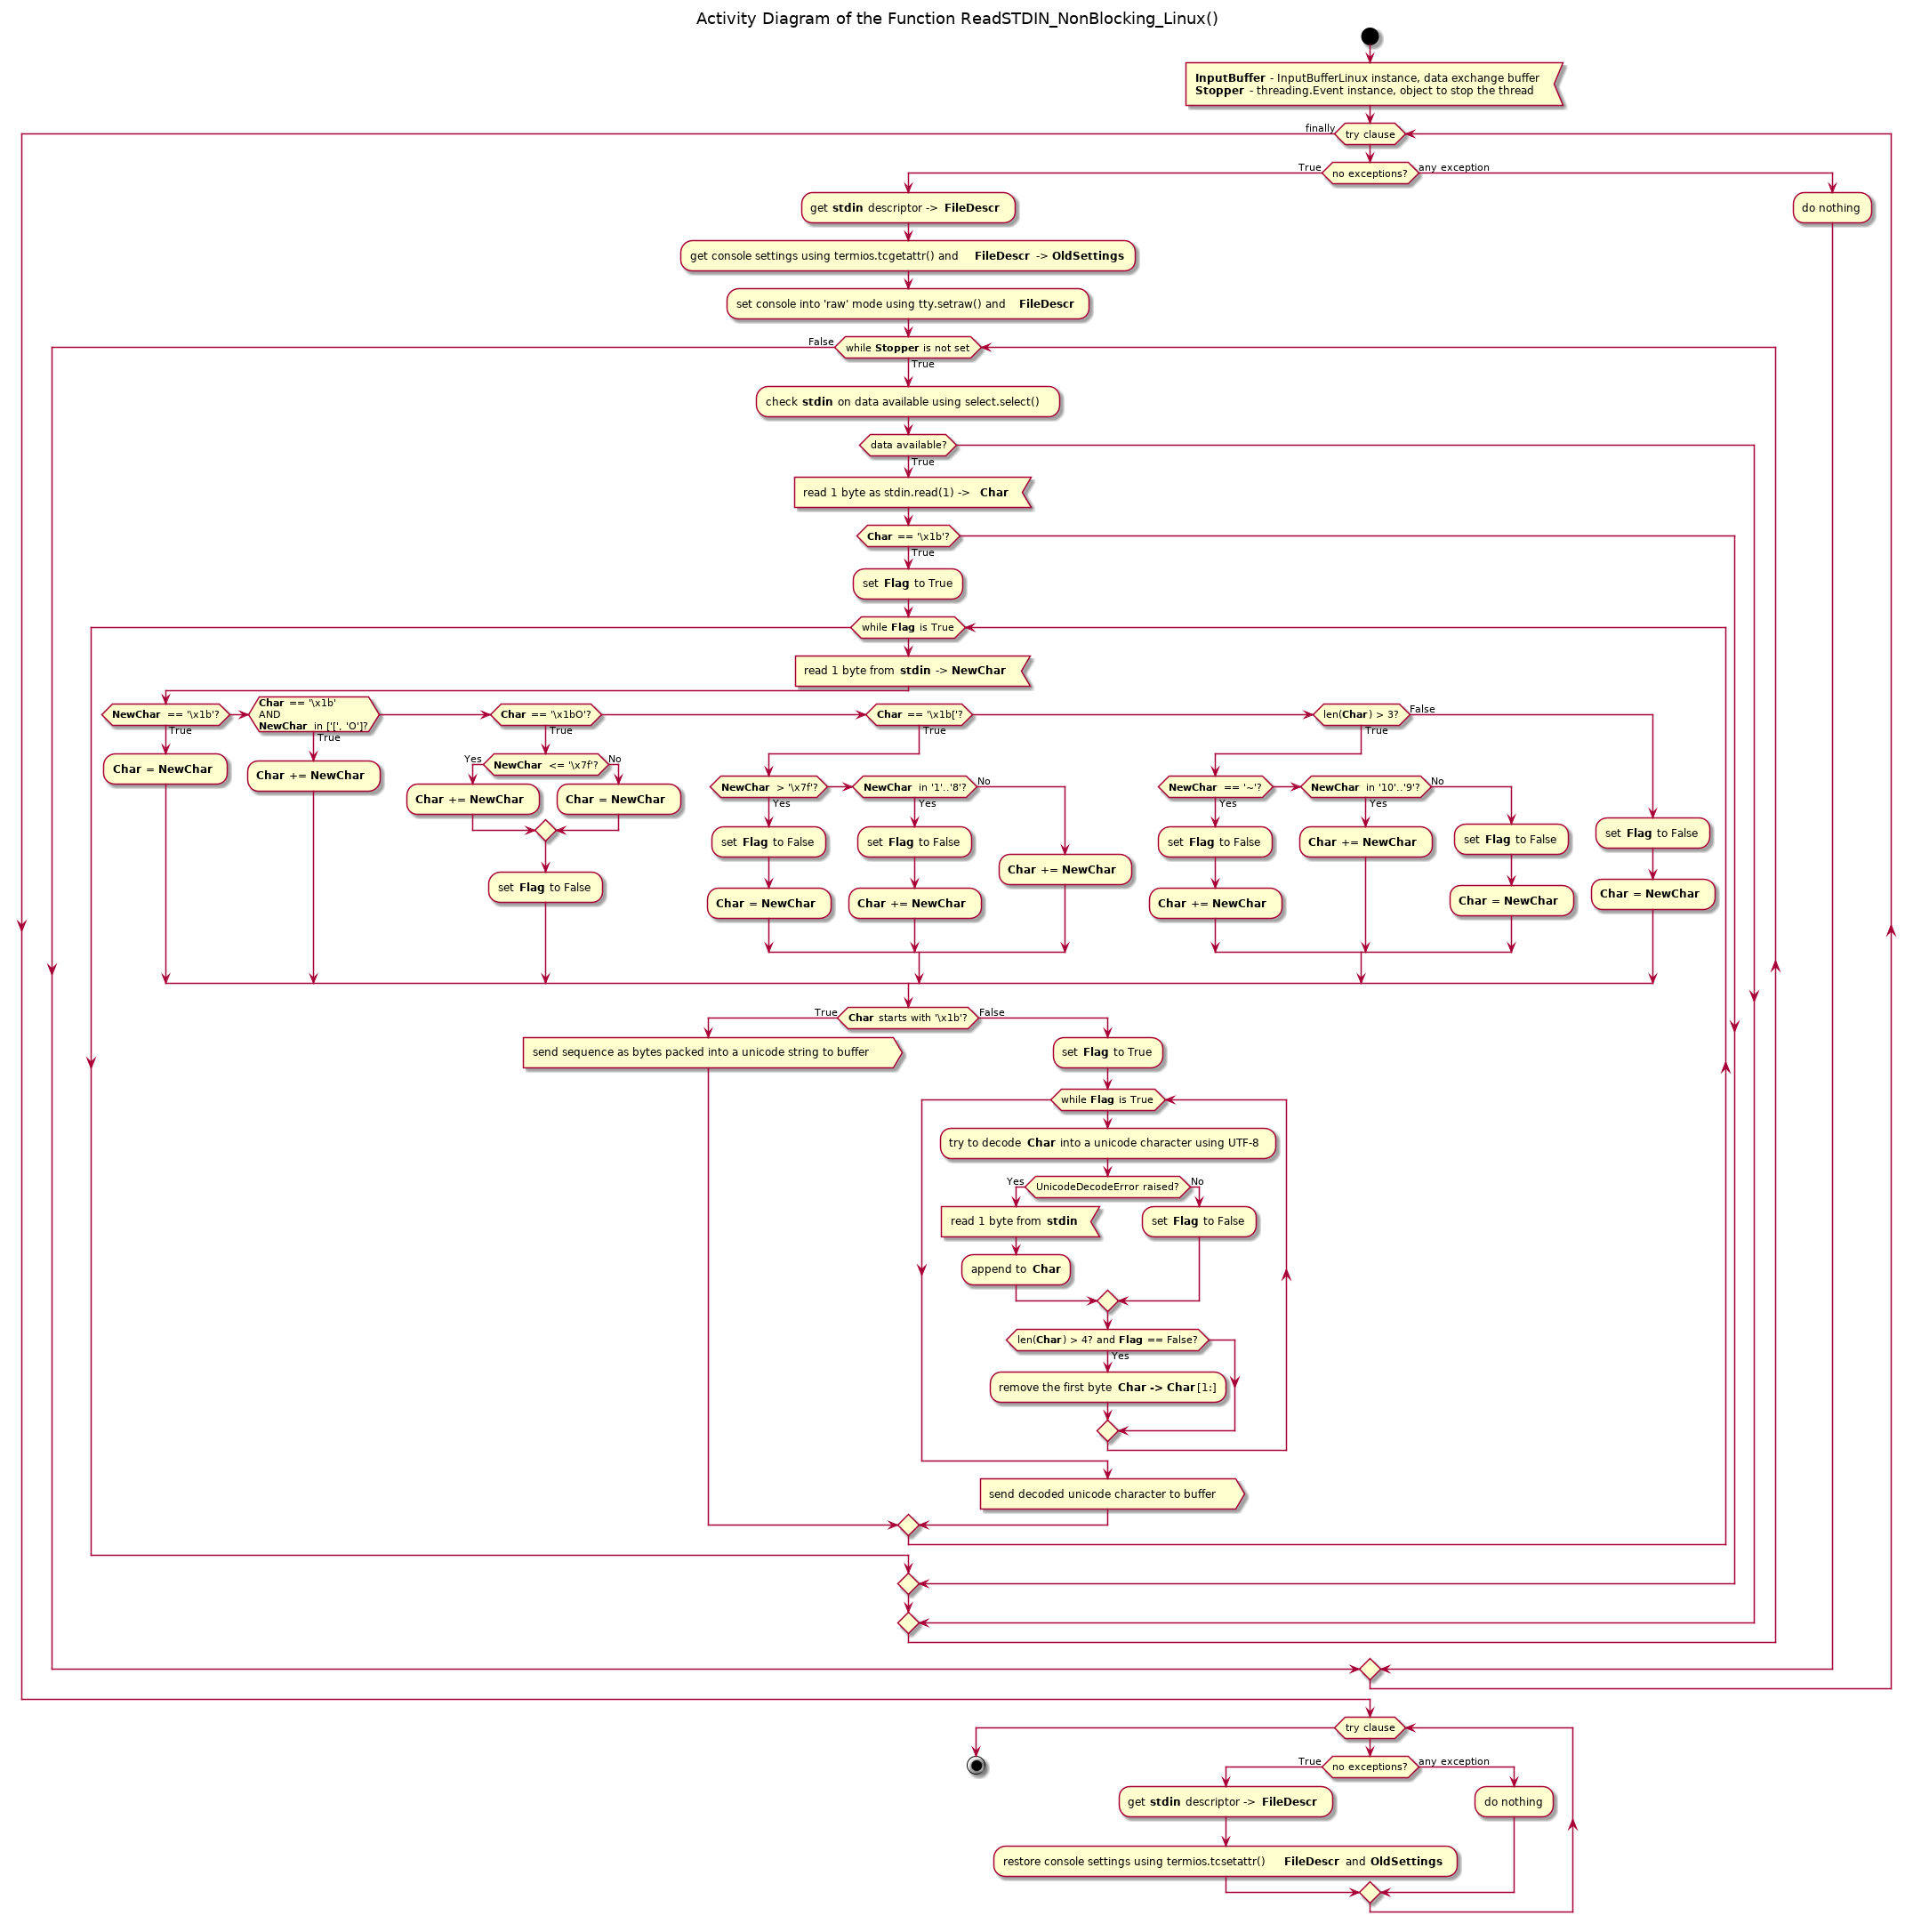 Activity Diagram of the Function ReadSTDIN_NonBlocking_Linux()
InputBuffer - InputBufferLinux instance, data exchange buffer
Stopper - threading.Event instance, object to stop the thread
finally
try clause
True
no exceptions?
any exception
get stdin descriptor -> FileDescr
do nothing
get console settings using termios.tcgetattr() and FileDescr -> OldSettings
set console into 'raw' mode using tty.setraw() and FileDescr
False
while Stopper is not set
True
check stdin on data available using select.select()
data available?
True
read 1 byte as stdin.read(1) -> Char
Char == '\x1b'?
True
set Flag to True
while Flag is True
read 1 byte from stdin -> NewChar
NewChar == '\x1b'?
True
Char = NewChar
Char == '\x1b'
AND
NewChar in ['[', 'O']?
True
Char += NewChar
Char == '\x1bO'?
True
Yes
NewChar <= '\x7f'?
No
Char += NewChar
Char = NewChar
set Flag to False
Char == '\x1b['?
True
NewChar > '\x7f'?
Yes
set Flag to False
Char = NewChar
NewChar in '1'..'8'?
Yes
No
set Flag to False
Char += NewChar
Char += NewChar
len(Char) > 3?
True
False
NewChar == '~'?
Yes
set Flag to False
Char += NewChar
NewChar in '10'..'9'?
Yes
No
Char += NewChar
set Flag to False
Char = NewChar
set Flag to False
Char = NewChar
True
Char starts with '\x1b'?
False
send sequence as bytes packed into a unicode string to buffer
set Flag to True
while Flag is True
try to decode Char into a unicode character using UTF-8
Yes
UnicodeDecodeError raised?
No
read 1 byte from stdin
set Flag to False
append to Char
len(Char) > 4? and Flag == False?
Yes
remove the first byte Char -> Char[1:]
send decoded unicode character to buffer
try clause
True
no exceptions?
any exception
get stdin descriptor -> FileDescr
do nothing
restore console settings using termios.tcsetattr() FileDescr and OldSettings